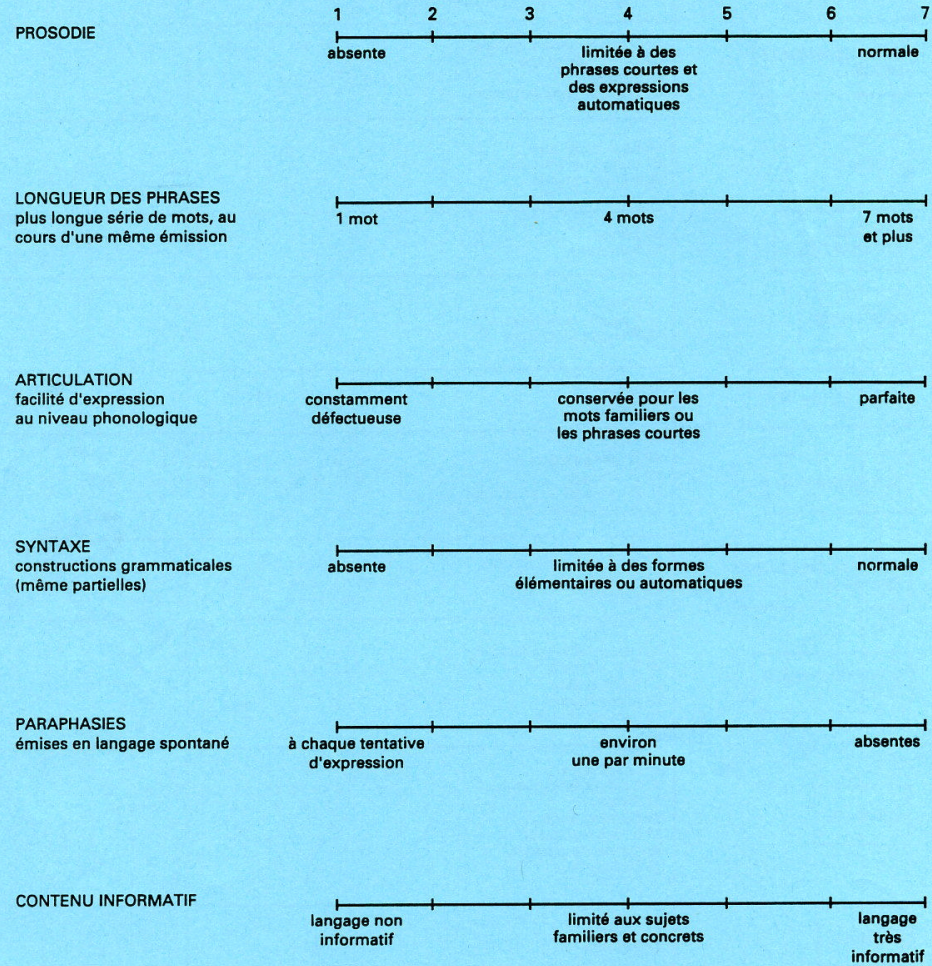 1 2 3 4 5 6 7
PROSODIE
absente
limitée à des
phrases courtes et
des expressions
automatiques
normale
LONGUEUR DES PHRASES
plus longue série de mots, au
cours d'une même émission
1 mot
4 mots
7 mots
et plus
ARTICULATION
facilité d'expression
au niveau phonologique
constamment
défectueuse
conservée pour les
mots familiers ou
les phrases courtes
parfaite
SYNTAXE
constructions grammaticales
(même partielles)
absente
limitée à des formes
élémentaires ou automatiques
normale
PARAPHASIES
émises en langage spontané
à chaque tentative
d'expression
environ
une par minute
absentes
CONTENU INFORMATIF
langage non
informatif
limité aux sujets
familiers et concrets
langage
très
informatif